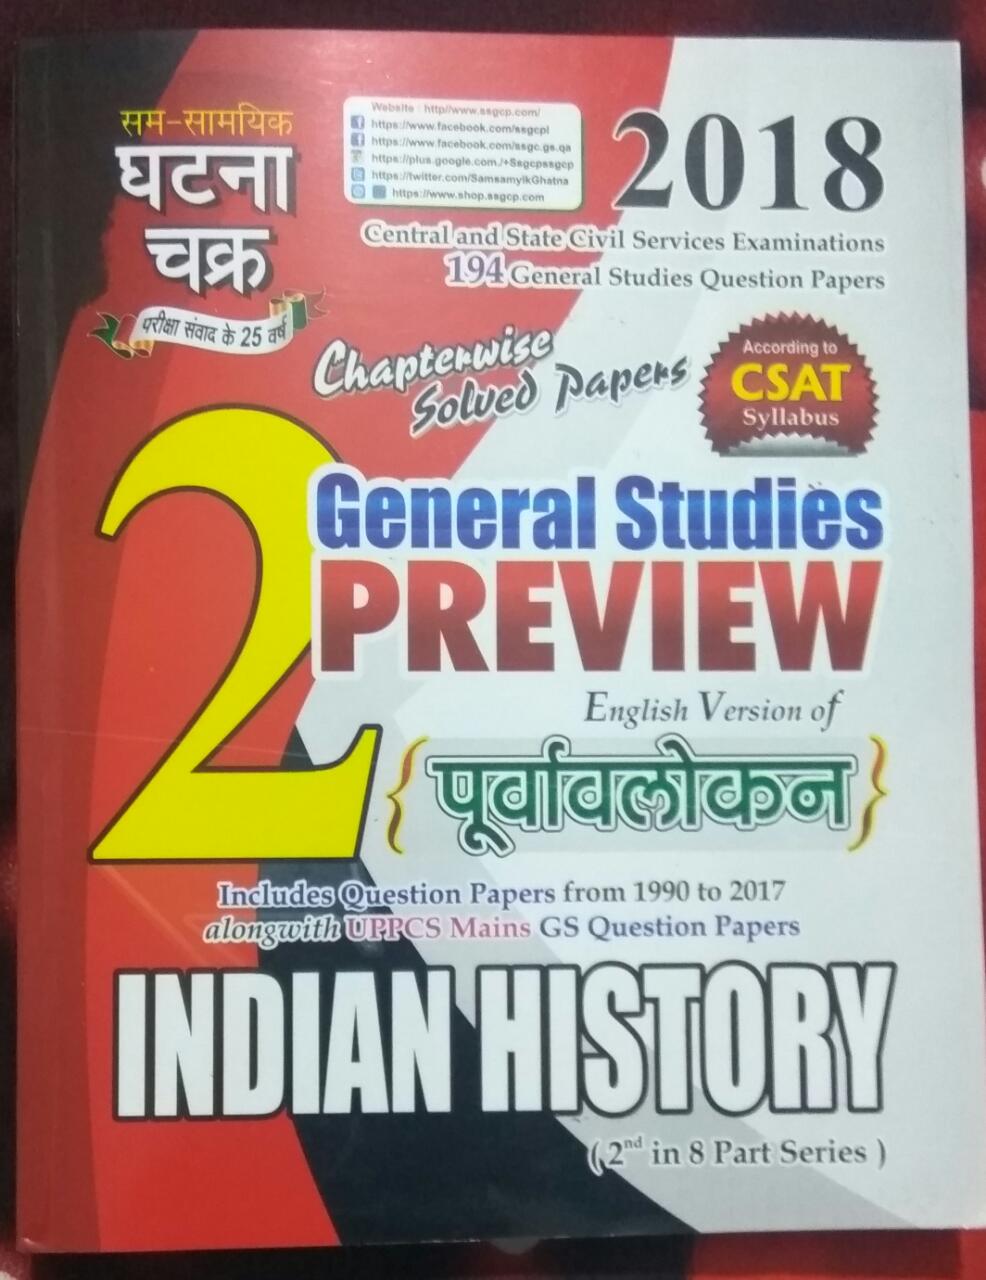 सम-सामयिक
घटना
चक्र
परीक्षा संवाद के 25 वर्ष
Website : http//www.ssgcp.com/
https://www.facebook.com/ssgcpl
https://www.facebook.com/ssgc.gs.qa
https://plus.google.com./+Ssgcpssgcp
https://twitter.com/SamsamyikGhatna
https://www.shop.ssgcp.com
2018
Central and State Civil Services Examinations
194 General Studies Question Papers
Chapterwise
Solved Papers
According to
CSAT
Syllabus
2
General Studies
PREVIEW
English Version of
{पूर्वावलोकन}
Includes Question Papers from 1990 to 2017
alongwith UPPCS Mains GS Question Papers
INDIAN HISTORY
( 2nd in 8 Part Series )